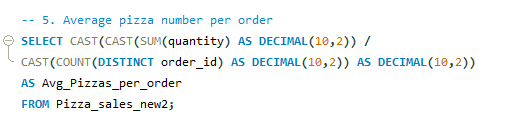 -- 5. Average pizza number per order
SELECT CAST(CAST(SUM(quantity) AS DECIMAL(10,2)) /
CAST(COUNT(DISTINCT order_id) AS DECIMAL(10,2)) AS DECIMAL(10,2))
AS Avg_Pizzas_per_order
FROM Pizza_sales_new2;